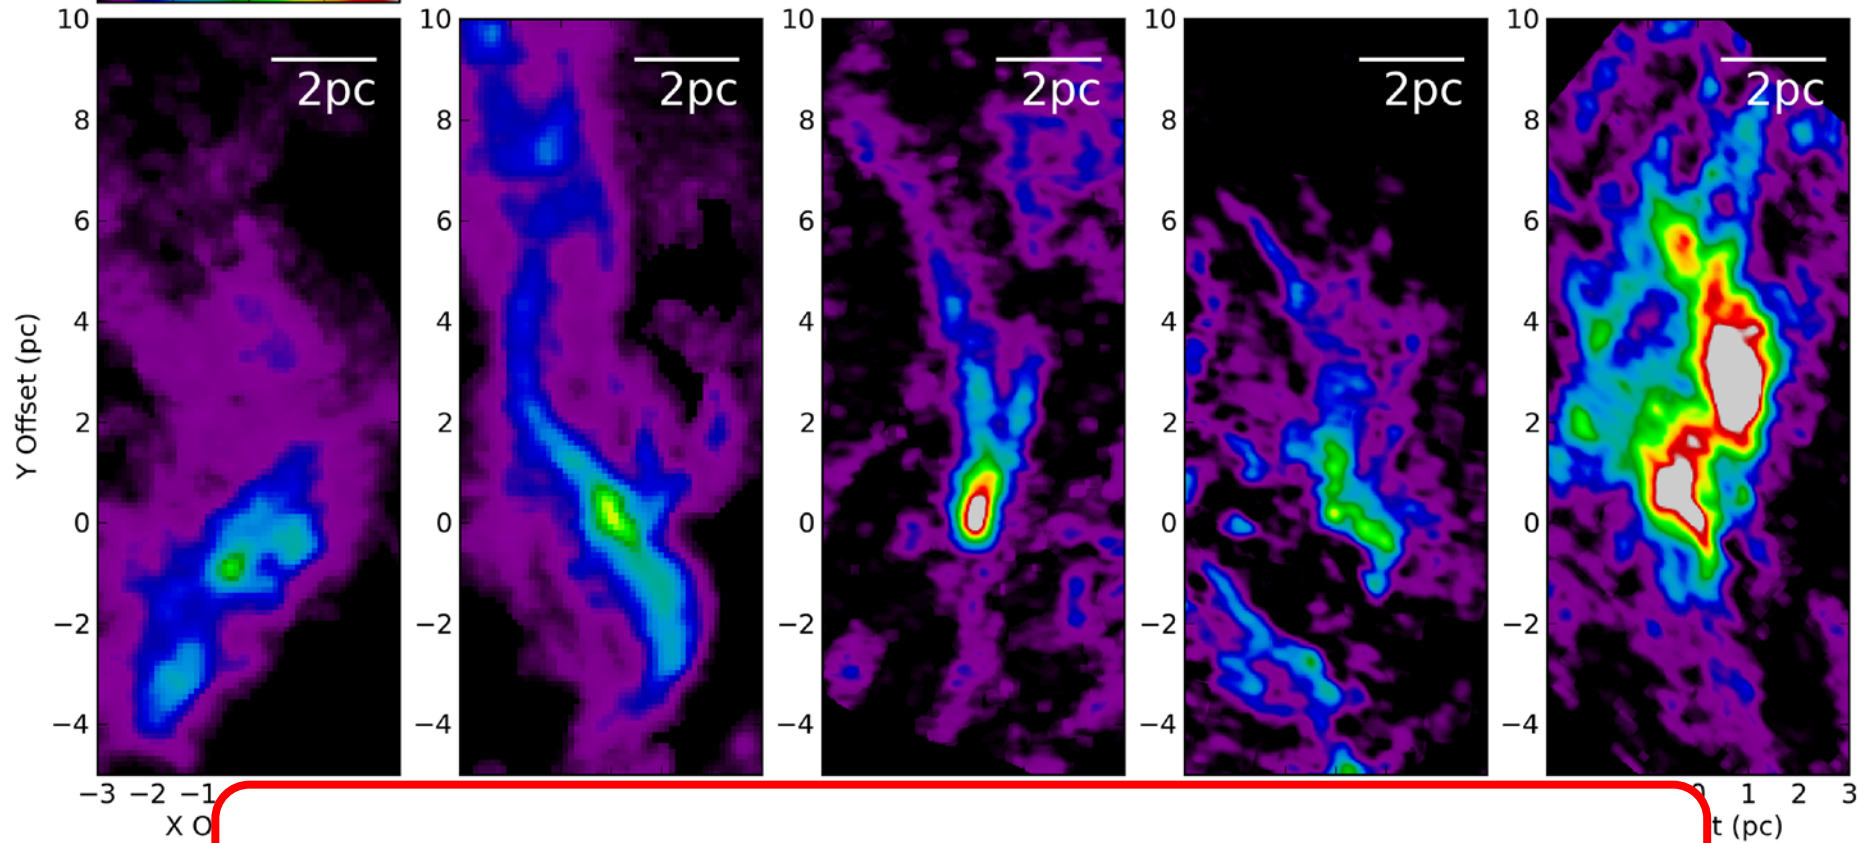 10 10 10 10 10
2pc 2pc 2pc 2pc 2pc
8 8 8 8 8
6 6 6 6 6
4 4 4 4 4
Y Offset (pc)
2 2 2 2 2
0 0 0 0 0
−2 −2 −2 −2 −2
−4 −4 −4 −4 −4
−3 −2 −1 0 1 2 3
X O t (pc)